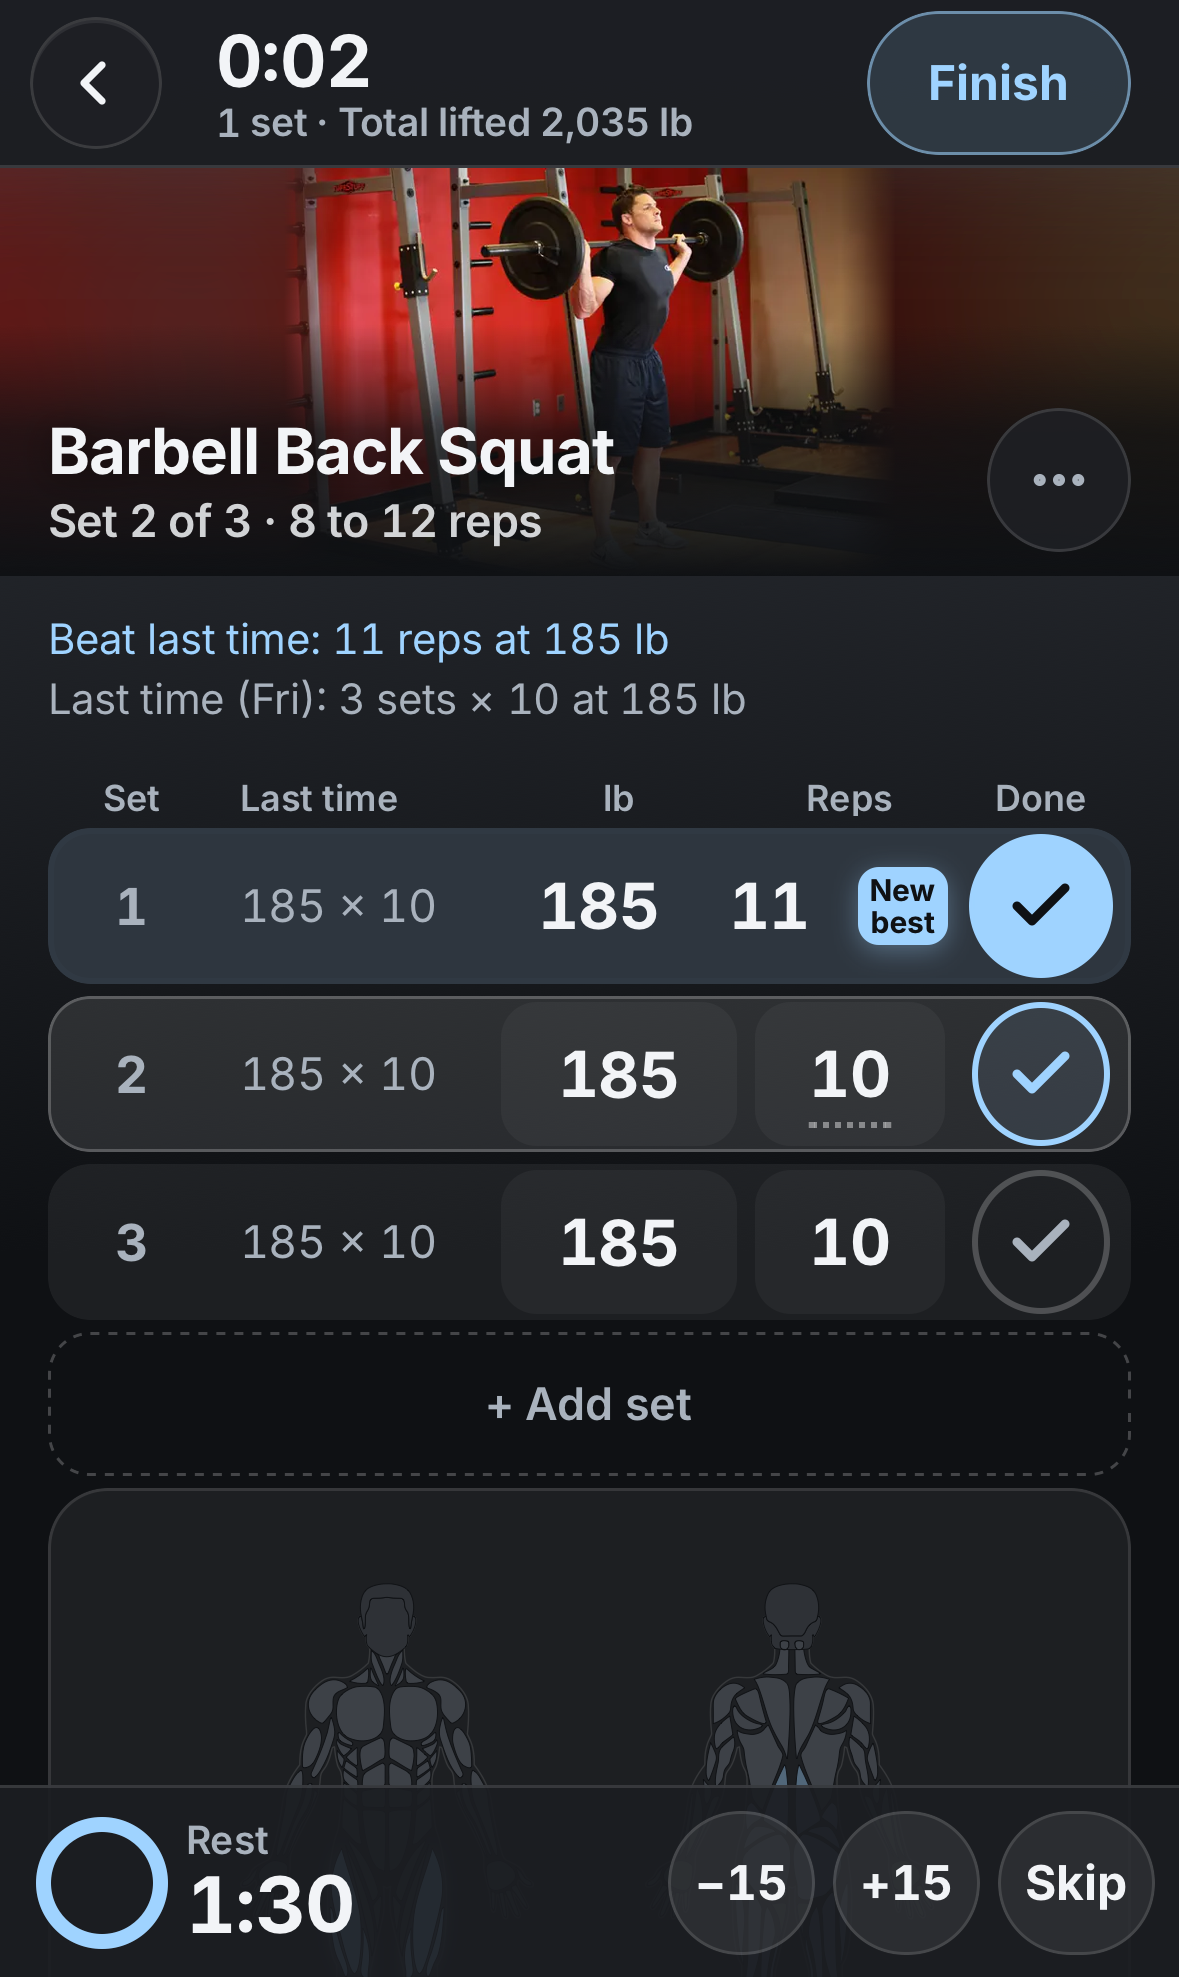 0:02
1 set · Total lifted 2,035 lb
Finish
Barbell Back Squat
Set 2 of 3 · 8 to 12 reps
Beat last time: 11 reps at 185 lb
Last time (Fri): 3 sets × 10 at 185 lb
Set Last time lb Reps Done
1 185 × 10 185 11 New best
2 185 × 10 185 10
3 185 × 10 185 10
+ Add set
Rest
1:30
−15 +15 Skip